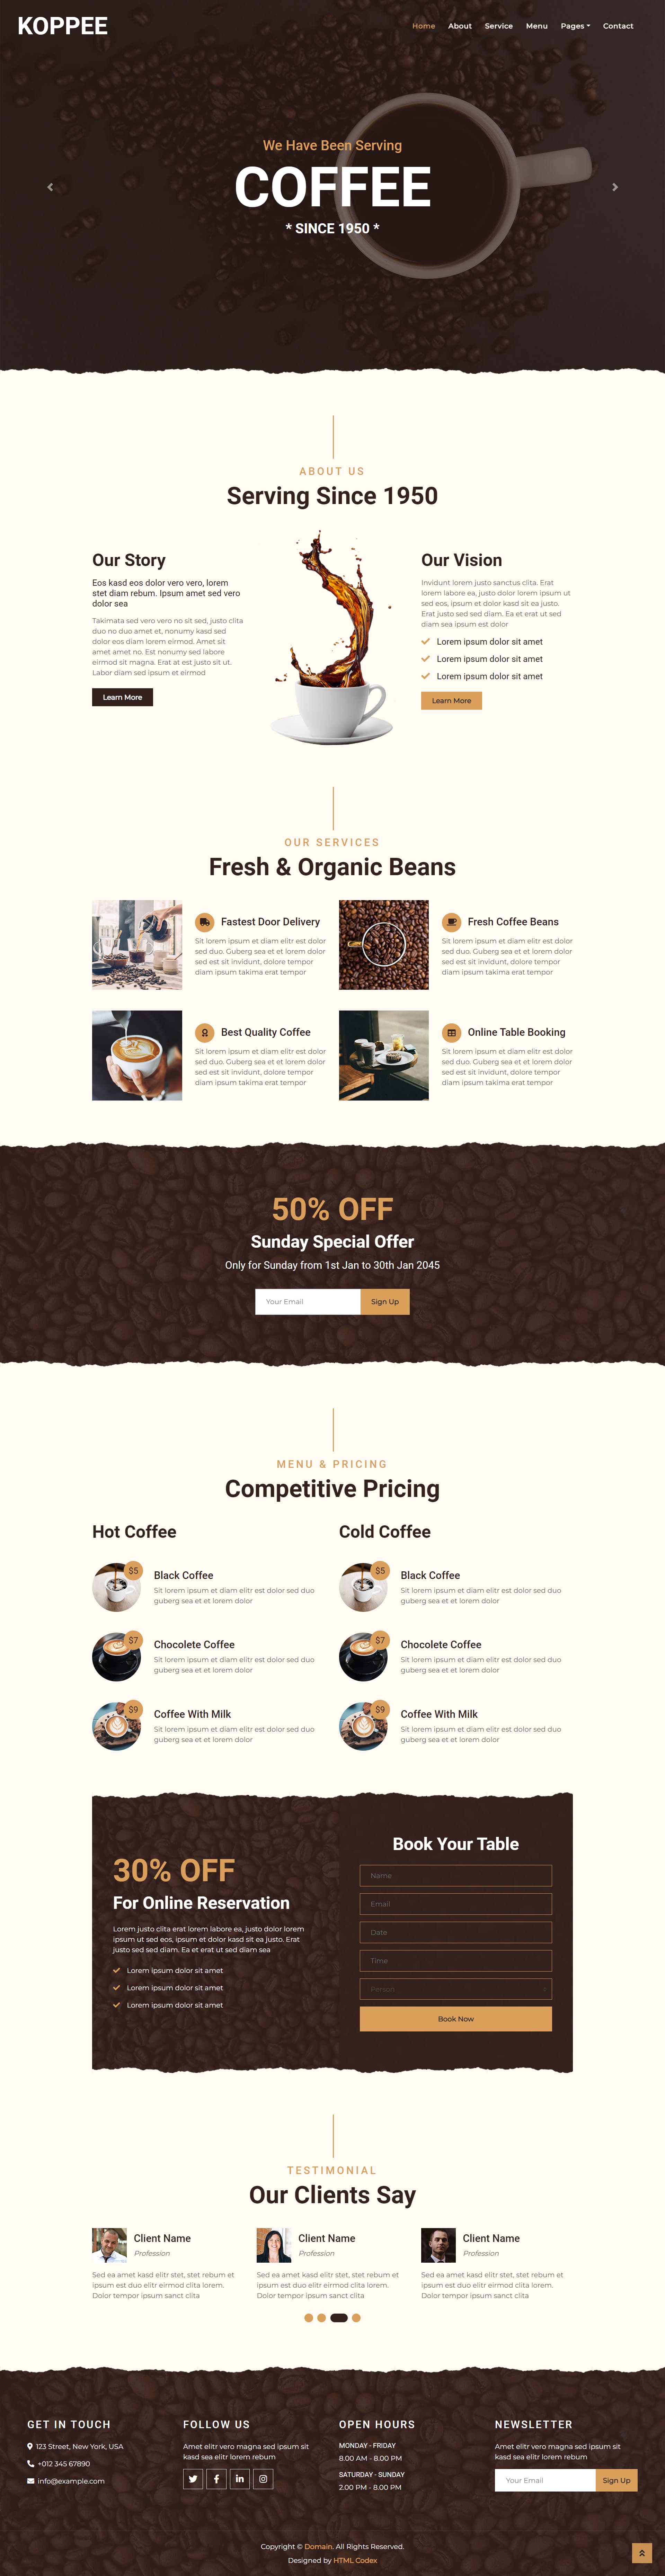 KOPPEE
Home About Service Menu Pages Contact
We Have Been Serving
COFFEE
* SINCE 1950 *
ABOUT US
Serving Since 1950
Our Story
Eos kasd eos dolor vero vero, lorem
stet diam rebum. Ipsum amet sed vero
dolor sea
Takimata sed vero vero no sit sed, justo clita
duo no duo amet et, nonumy kasd sed
dolor eos diam lorem eirmod. Amet sit
amet amet no. Est nonumy sed labore
eirmod sit magna. Erat at est justo sit ut.
Labor diam sed ipsum et eirmod
Learn More
Our Vision
Invidunt lorem justo sanctus clita. Erat
lorem labore ea, justo dolor lorem ipsum ut
sed eos, ipsum et dolor kasd sit ea justo.
Erat justo sed sed diam. Ea et erat ut sed
diam sea ipsum est dolor
Lorem ipsum dolor sit amet
Lorem ipsum dolor sit amet
Lorem ipsum dolor sit amet
Learn More
OUR SERVICES
Fresh & Organic Beans
Fastest Door Delivery
Sit lorem ipsum et diam elitr est dolor
sed duo. Guberg sea et et lorem dolor
sed est sit invidunt, dolore tempor
diam ipsum takima erat tempor
Fresh Coffee Beans
Sit lorem ipsum et diam elitr est dolor
sed duo. Guberg sea et et lorem dolor
sed est sit invidunt, dolore tempor
diam ipsum takima erat tempor
Best Quality Coffee
Sit lorem ipsum et diam elitr est dolor
sed duo. Guberg sea et et lorem dolor
sed est sit invidunt, dolore tempor
diam ipsum takima erat tempor
Online Table Booking
Sit lorem ipsum et diam elitr est dolor
sed duo. Guberg sea et et lorem dolor
sed est sit invidunt, dolore tempor
diam ipsum takima erat tempor
50% OFF
Sunday Special Offer
Only for Sunday from 1st Jan to 30th Jan 2045
Your Email Sign Up
MENU & PRICING
Competitive Pricing
Hot Coffee
$5
Black Coffee
Sit lorem ipsum et diam elitr est dolor sed duo
guberg sea et et lorem dolor
$7
Chocolete Coffee
Sit lorem ipsum et diam elitr est dolor sed duo
guberg sea et et lorem dolor
$9
Coffee With Milk
Sit lorem ipsum et diam elitr est dolor sed duo
guberg sea et et lorem dolor
Cold Coffee
$5
Black Coffee
Sit lorem ipsum et diam elitr est dolor sed duo
guberg sea et et lorem dolor
$7
Chocolete Coffee
Sit lorem ipsum et diam elitr est dolor sed duo
guberg sea et et lorem dolor
$9
Coffee With Milk
Sit lorem ipsum et diam elitr est dolor sed duo
guberg sea et et lorem dolor
30% OFF
For Online Reservation
Lorem justo clita erat lorem labore ea, justo dolor lorem
ipsum ut sed eos, ipsum et dolor kasd sit ea justo. Erat
justo sed sed diam. Ea et erat ut sed diam sea
Lorem ipsum dolor sit amet
Lorem ipsum dolor sit amet
Lorem ipsum dolor sit amet
Book Your Table
Name
Email
Date
Time
Person
Book Now
TESTIMONIAL
Our Clients Say
Client Name
Profession
Sed ea amet kasd elitr stet, stet rebum et
ipsum est duo elitr eirmod clita lorem.
Dolor tempor ipsum sanct clita
Client Name
Profession
Sed ea amet kasd elitr stet, stet rebum et
ipsum est duo elitr eirmod clita lorem.
Dolor tempor ipsum sanct clita
Client Name
Profession
Sed ea amet kasd elitr stet, stet rebum et
ipsum est duo elitr eirmod clita lorem.
Dolor tempor ipsum sanct clita
GET IN TOUCH
123 Street, New York, USA
+012 345 67890
info@example.com
FOLLOW US
Amet elitr vero magna sed ipsum sit
kasd sea elitr lorem rebum
OPEN HOURS
MONDAY - FRIDAY
8.00 AM - 8.00 PM
SATURDAY - SUNDAY
2.00 PM - 8.00 PM
NEWSLETTER
Amet elitr vero magna sed ipsum sit
kasd sea elitr lorem rebum
Your Email Sign Up
Copyright © Domain. All Rights Reserved.
Designed by HTML Codex